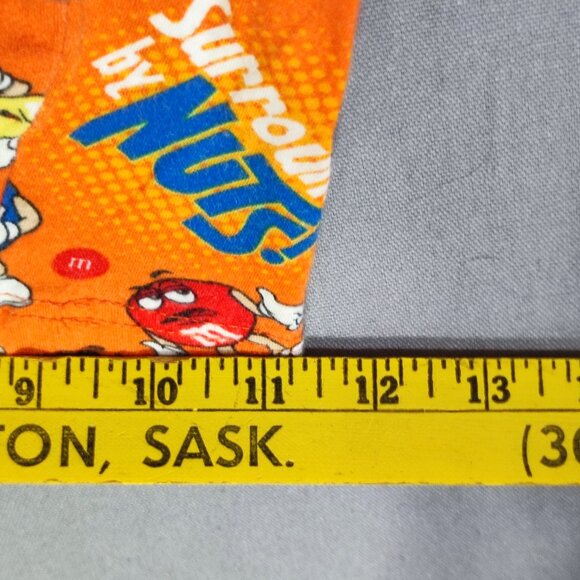 Surroun
by
NUTS!
m
m
9 10 11 12 13
TON, SASK. (30